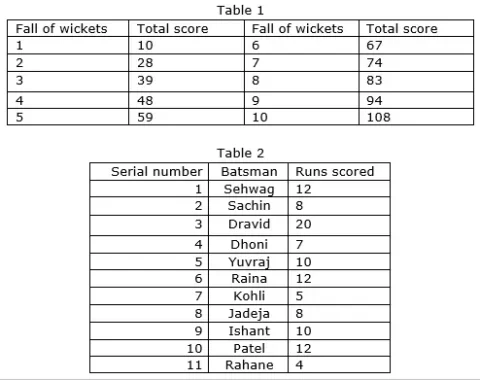 Table 1
Fall of wickets Total score Fall of wickets Total score
1 10 6 67
2 28 7 74
3 39 8 83
4 48 9 94
5 59 10 108
Table 2
Serial number Batsman Runs scored
1 Sehwag 12
2 Sachin 8
3 Dravid 20
4 Dhoni 7
5 Yuvraj 10
6 Raina 12
7 Kohli 5
8 Jadeja 8
9 Ishant 10
10 Patel 12
11 Rahane 4